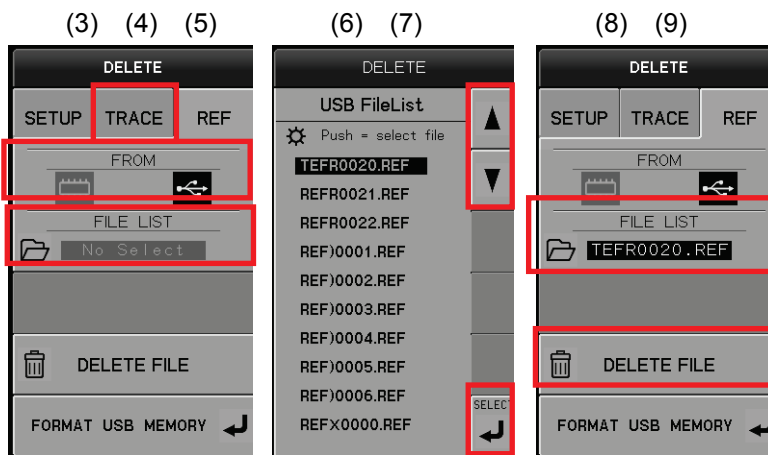 (3) (4) (5)
DELETE
SETUP TRACE REF
FROM
FILE LIST
No Select
DELETE FILE
FORMAT USB MEMORY
(6) (7)
DELETE
USB FileList
Push = select file
TEFR0020.REF
REFR0021.REF
REFR0022.REF
REF)0001.REF
REF)0002.REF
REF)0003.REF
REF)0004.REF
REF)0005.REF
REF)0006.REF
REFX0000.REF
SELECT
(8) (9)
DELETE
SETUP TRACE REF
FROM
FILE LIST
TEFR0020.REF
DELETE FILE
FORMAT USB MEMORY